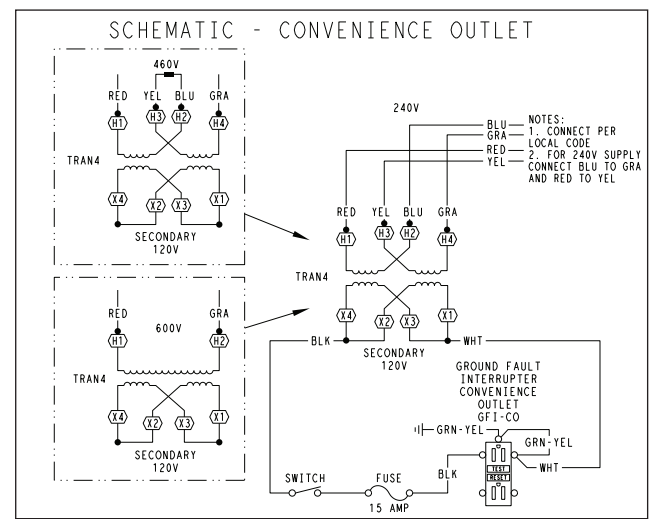 SCHEMATIC - CONVENIENCE OUTLET
460V
RED YEL BLU GRA
H1 H3 H2 H4
TRAN4
X4 X2 X3 X1
SECONDARY
120V
RED GRA
600V
H1 H2
TRAN4
X4 X2 X3 X1
SECONDARY
120V
240V
BLU
GRA
RED
YEL
NOTES:
1. CONNECT PER
LOCAL CODE
2. FOR 240V SUPPLY
CONNECT BLU TO GRA
AND RED TO YEL
RED YEL BLU GRA
H1 H3 H2 H4
TRAN4
X4 X2 X3 X1
BLK WHT
SECONDARY
120V
GROUND FAULT
INTERRUPTER
CONVENIENCE
OUTLET
GFI-CO
GRN-YEL
GRN-YEL
WHT
TEST
RESET
BLK
SWITCH FUSE
15 AMP